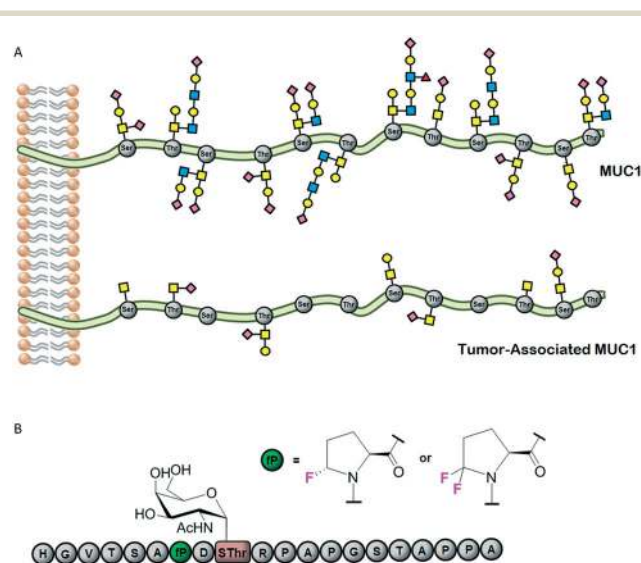 A
Ser Thr Ser Thr Ser Thr Ser Thr Ser Thr Ser Thr
MUC1
Ser Thr Ser Thr Ser Thr Ser Thr Ser Thr Ser Thr
Tumor-Associated MUC1
B
fP = F N O or F F N O
OH
OH
O
HO
AcHN
H G V T S A fP D SThr R P A P G S T A P P A